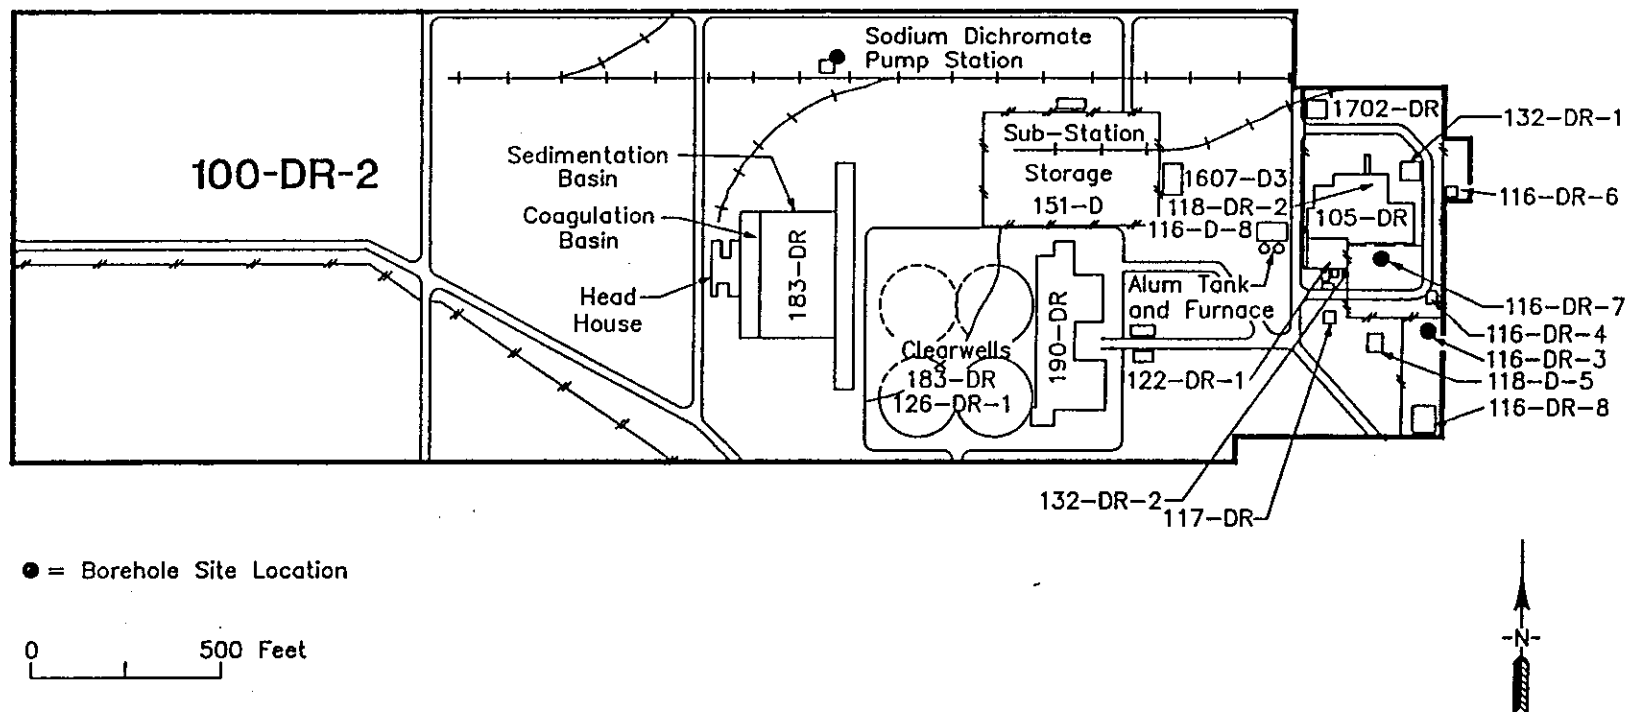 Sodium Dichromate
Pump Station
1702-DR
132-DR-1
Sub-Station
100-DR-2
Sedimentation
Basin
Storage
151-D
1607-D3
118-DR-2
105-DR
116-DR-6
Coagulation
Basin
116-D-8
183-DR
Head
House
Alum Tank
and Furnace
190-DR
116-DR-7
116-DR-4
Clearwells
183-DR
126-DR-1
122-DR-1
116-DR-3
118-D-5
116-DR-8
132-DR-2
117-DR
= Borehole Site Location
0 500 Feet
-N-